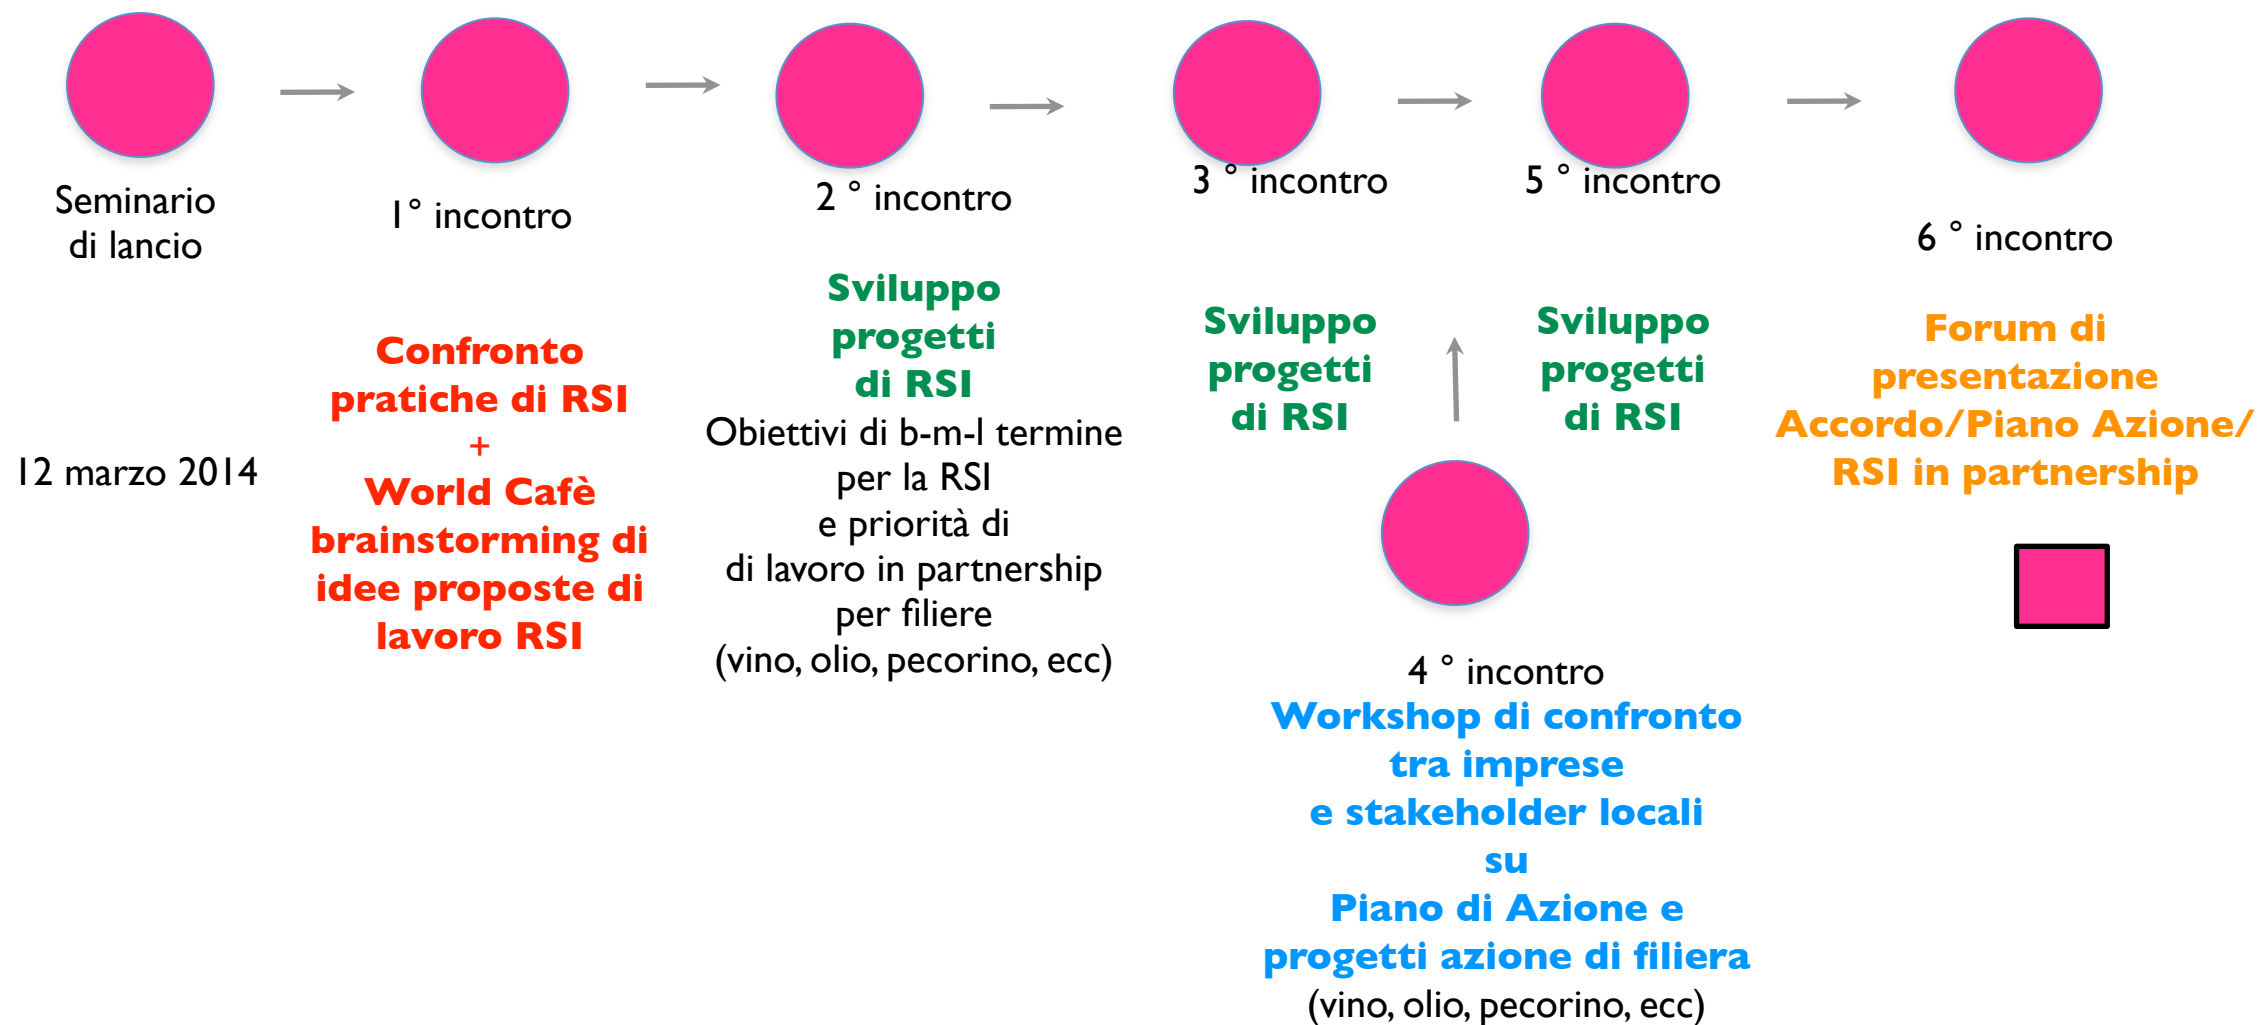 Seminario
di lancio
12 marzo 2014
1° incontro
Confronto
pratiche di RSI
+
World Cafè
brainstorming di
idee proposte di
lavoro RSI
2 ° incontro
Sviluppo
progetti
di RSI
Obiettivi di b-m-l termine
per la RSI
e priorità di
di lavoro in partnership
per filiere
(vino, olio, pecorino, ecc)
3 ° incontro
Sviluppo
progetti
di RSI
4 ° incontro
Workshop di confronto
tra imprese
e stakeholder locali
su
Piano di Azione e
progetti azione di filiera
(vino, olio, pecorino, ecc)
5 ° incontro
Sviluppo
progetti
di RSI
6 ° incontro
Forum di
presentazione
Accordo/Piano Azione/
RSI in partnership